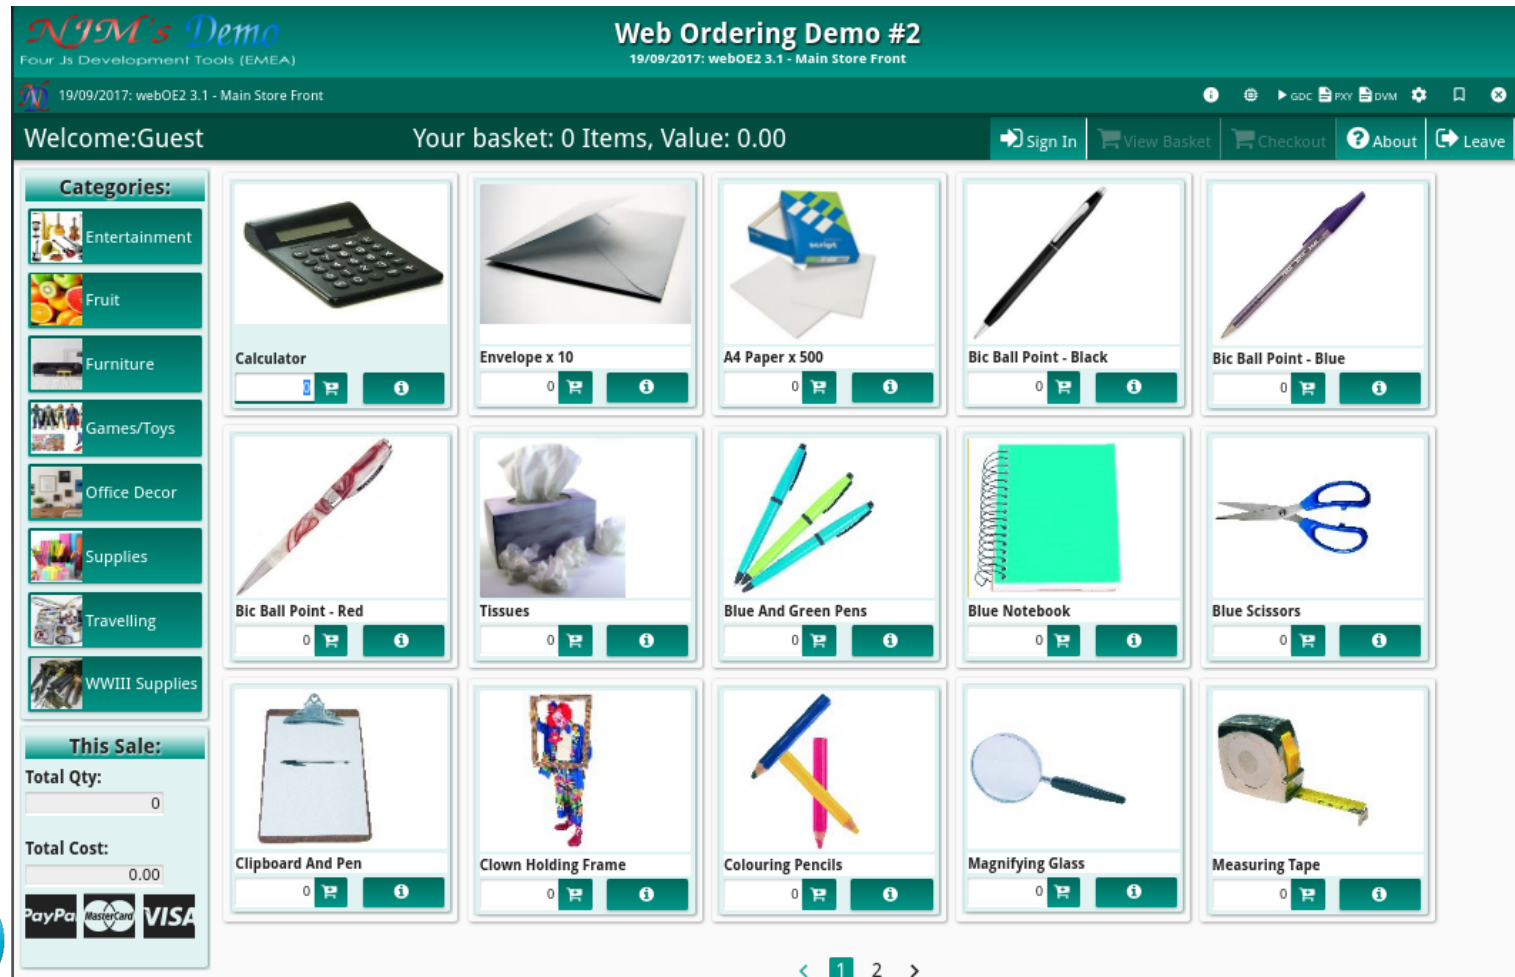 NJM's Demo
Four Js Development Tools (EMEA)
Web Ordering Demo #2
19/09/2017: webOE2 3.1 - Main Store Front
19/09/2017: webOE2 3.1 - Main Store Front
GDC PXY DVM
Welcome:Guest
Your basket: 0 Items, Value: 0.00
Sign In
View Basket
Checkout
About
Leave
Categories:
Entertainment
Fruit
Furniture
Games/Toys
Office Decor
Supplies
Travelling
WWIII Supplies
This Sale:
Total Qty:
0
Total Cost:
0.00
PayPa MasterCard VISA
script
Calculator
0
Envelope x 10
0
A4 Paper x 500
0
Bic Ball Point - Black
0
Bic Ball Point - Blue
0
Bic Ball Point - Red
0
Tissues
0
Blue And Green Pens
0
Blue Notebook
0
Blue Scissors
0
Clipboard And Pen
0
Clown Holding Frame
0
Colouring Pencils
0
Magnifying Glass
0
Measuring Tape
0
1 2